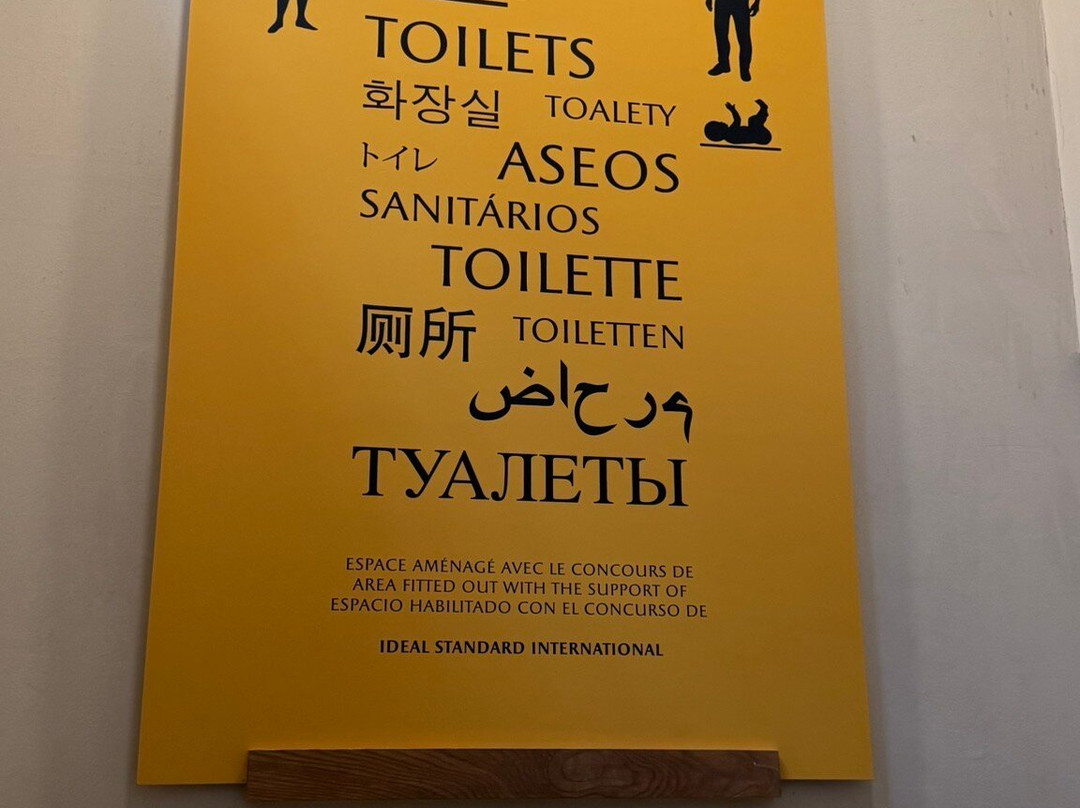 TOILETS
화장실 TOALETY
トイレ ASEOS
SANITÁRIOS
TOILETTE
厕所 TOILETTEN
مرحاض
ТУАЛЕТЫ
ESPACE AMÉNAGÉ AVEC LE CONCOURS DE
AREA FITTED OUT WITH THE SUPPORT OF
ESPACIO HABILITADO CON EL CONCURSO DE
IDEAL STANDARD INTERNATIONAL